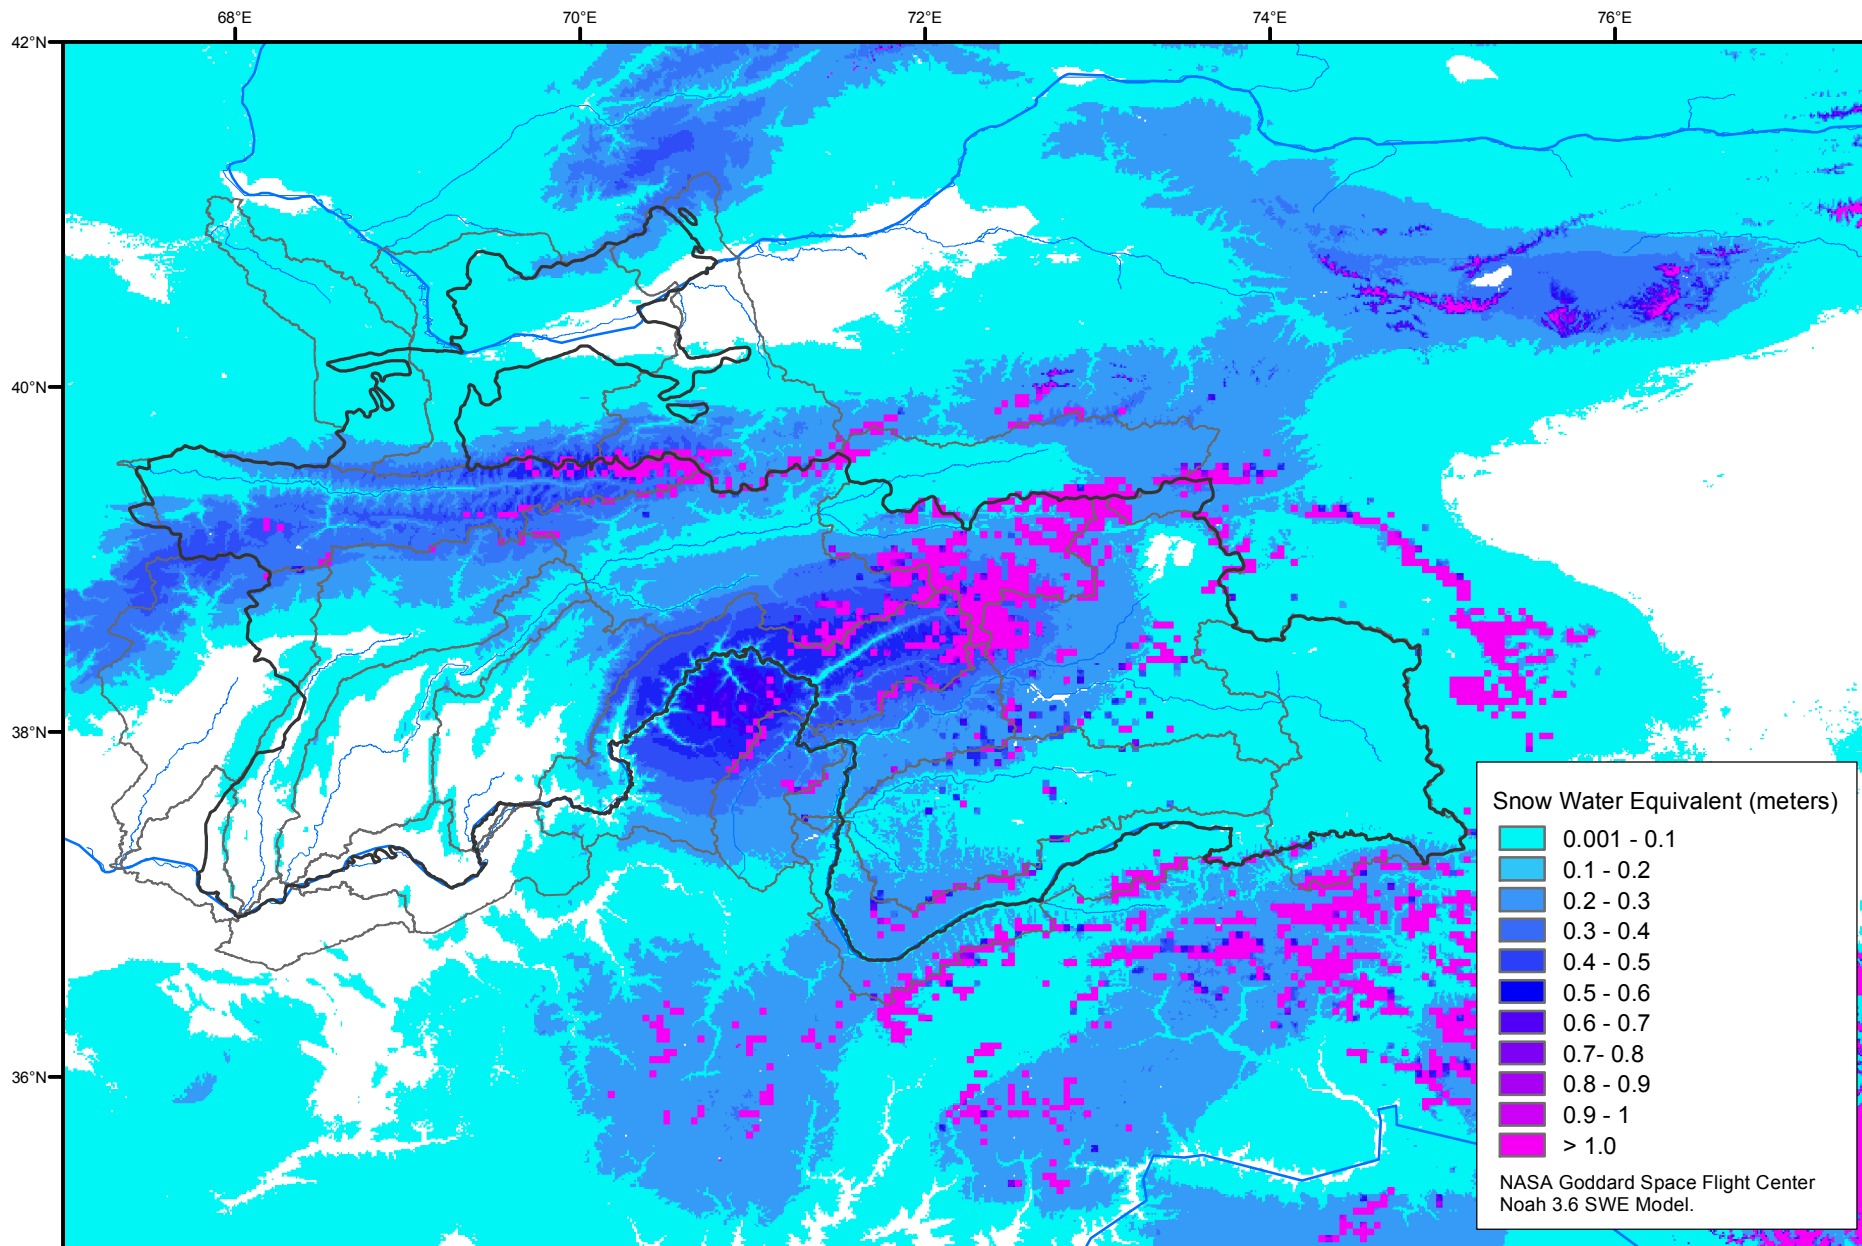 68°E
70°E
72°E
74°E
76°E
42°N
40°N
38°N
36°N
Snow Water Equivalent (meters)
0.001 - 0.1
0.1 - 0.2
0.2 - 0.3
0.3 - 0.4
0.4 - 0.5
0.5 - 0.6
0.6 - 0.7
0.7- 0.8
0.8 - 0.9
0.9 - 1
> 1.0
NASA Goddard Space Flight Center
Noah 3.6 SWE Model.